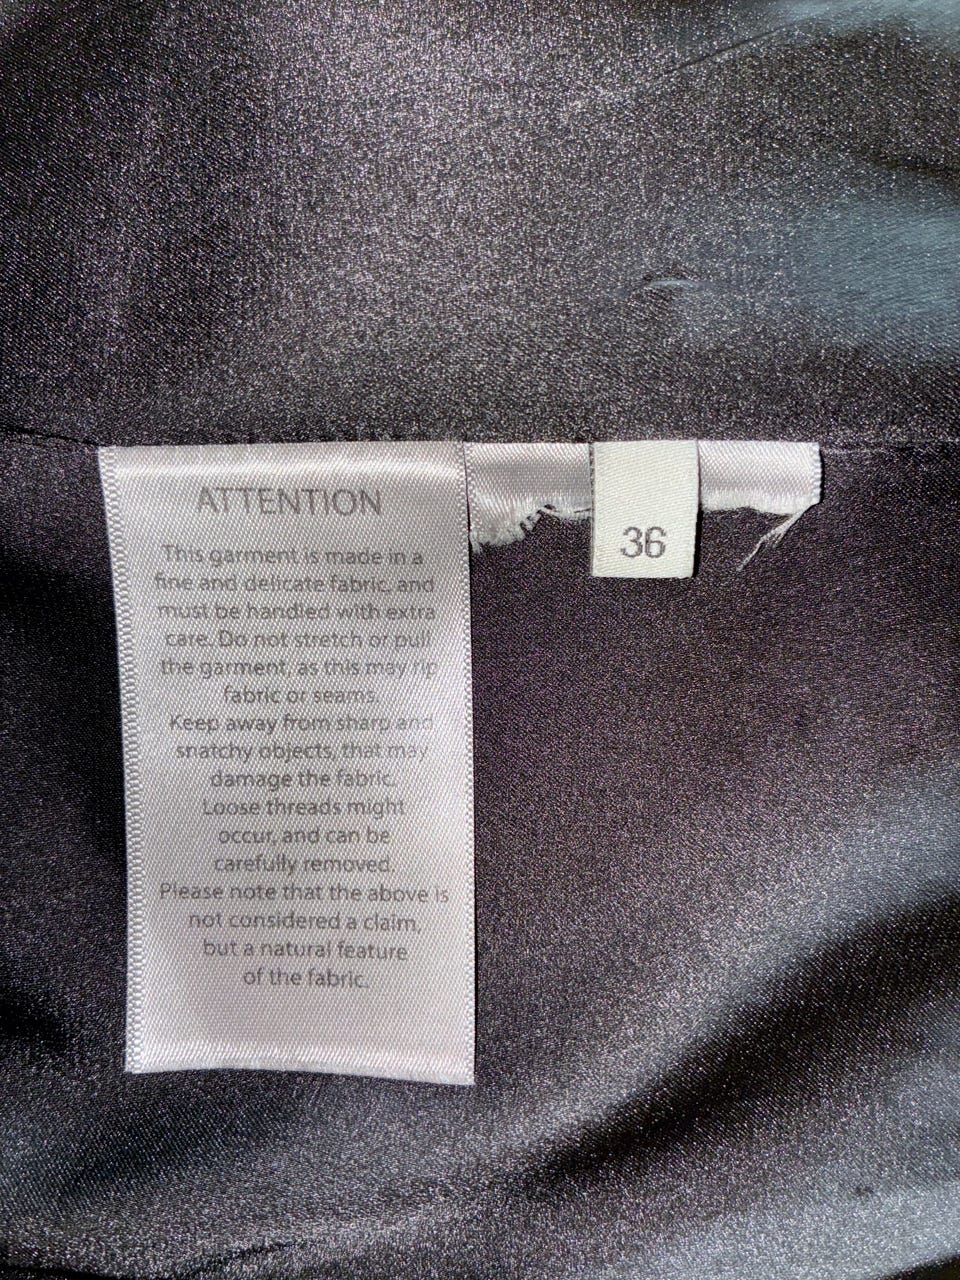 ATTENTION
This garment is made in a
fine and delicate fabric, and
must be handled with extra
care. Do not stretch or pull
the garment, as this may rip
fabric or seams.
Keep away from sharp and
snatchy objects, that may
damage the fabric.
Loose threads might
occur, and can be
carefully removed.
Please note that the above is
not considered a claim,
but a natural feature
of the fabric.
36